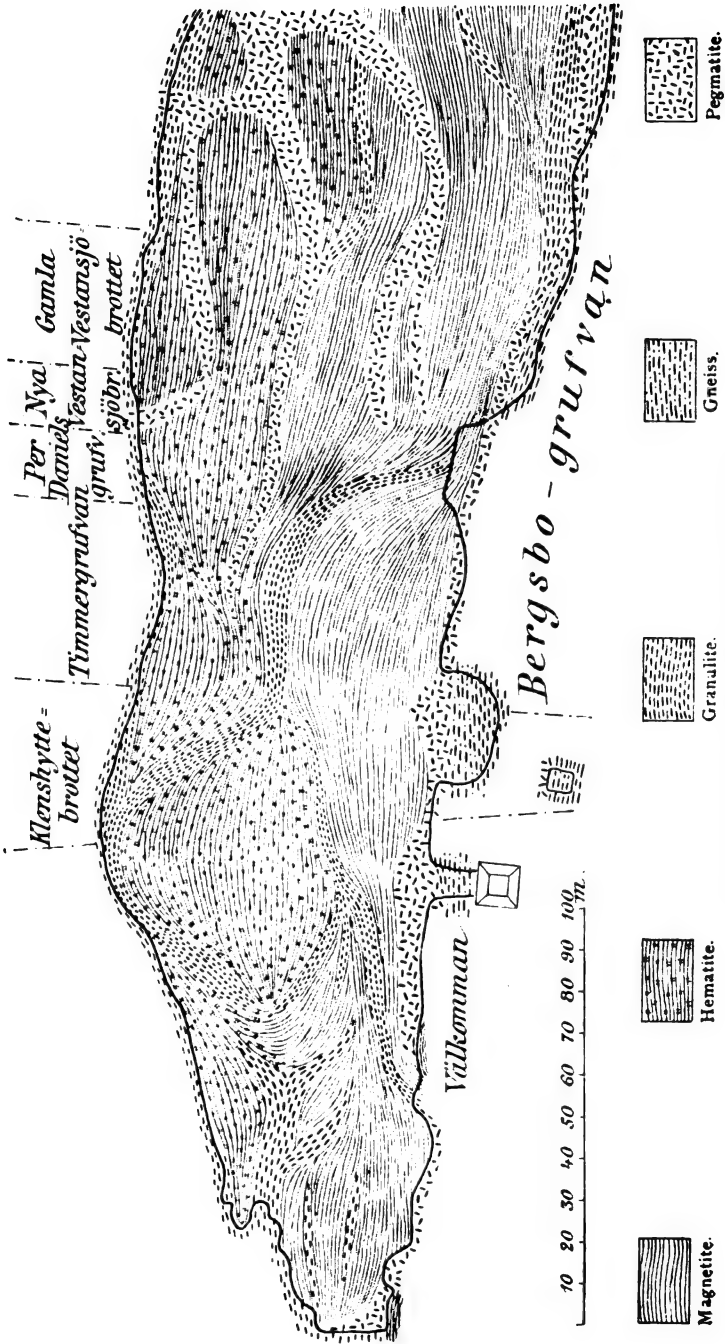 Klenshytte=
brottet
Timmergrufvan
Per
Daniels
grufv
Nya
Vestan-
sjöbr.
Gamla
Vestansjö-
brottet
Välkomman
Bergsbo-grufvan
10 20 30 40 50 60 70 80 90 100 m.
Magnetite.
Hematite.
Granulite.
Gneiss.
Pegmatite.